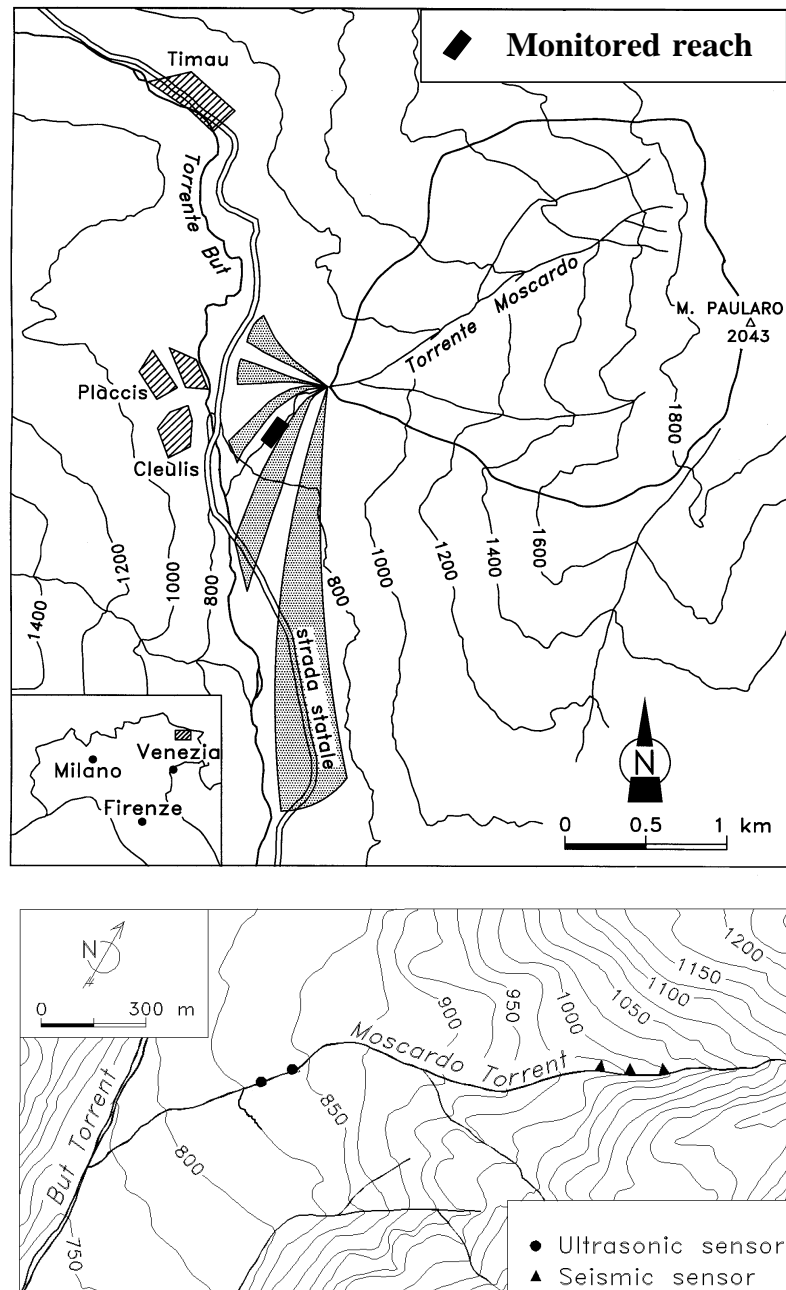 Monitored reach
Timau
Torrente But
Torrente Moscardo
M. PAULARO
2043
Plàccis
Cleùlis
1800
1600
1400
1200
1000
800
800
1000
1200
1400
strada statale
Milano
Venezia
Firenze
N
0 0.5 1 km
N
0 300 m
1200
1150
1100
1050
1000
950
900
850
800
750
Moscardo Torrent
But Torrent
Ultrasonic sensor
Seismic sensor